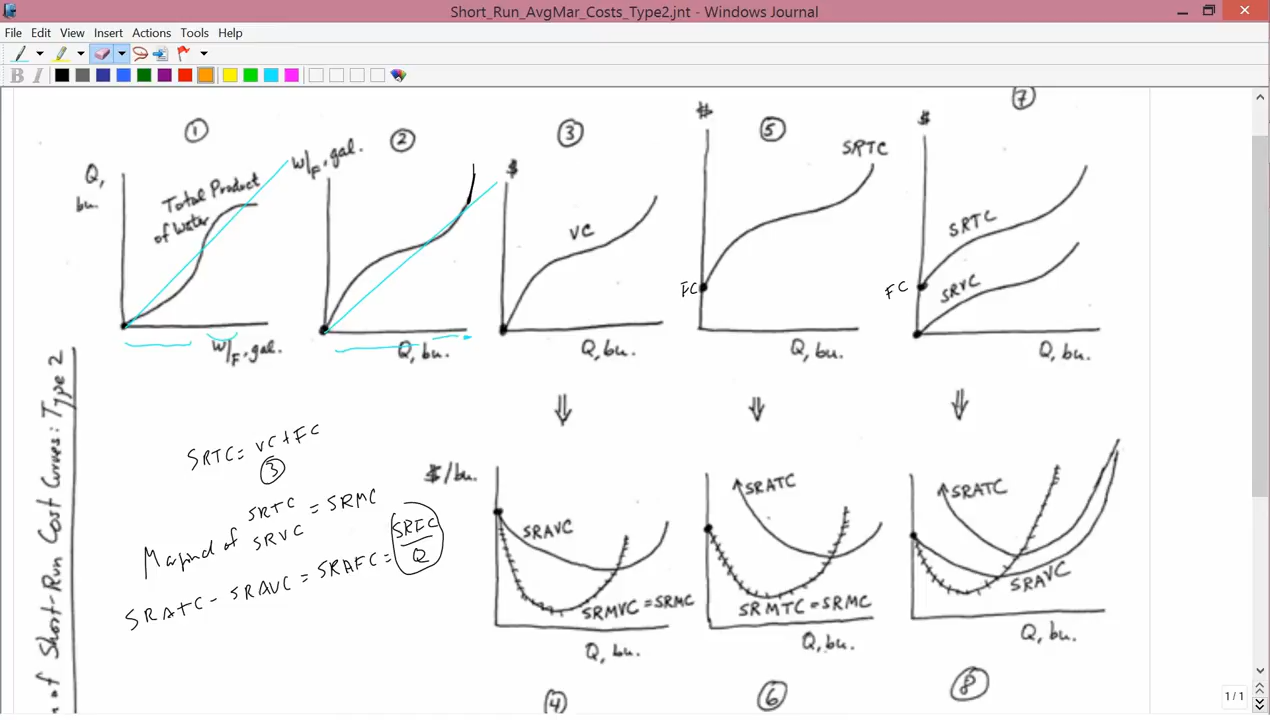 Short_Run_AvgMar_Costs_Type2.jnt - Windows Journal
File Edit View Insert Actions Tools Help
B I
1
Q, bu.
Total Product
of Water
W/F, gal.
2
W/F, gal.
Q, bu.
3
$
VC
Q, bu.
5
$
SRTC
FC
Q, bu.
7
$
SRTC
FC
SRVC
Q, bu.
of Short-Run Cost Curves: Type 2
SRTC = VC + FC
3
Marginal of SRTC = SRMC
SRVC
SRATC - SRAVC = SRAFC = SRFC
Q
$/bu.
SRAVC
SRMVC = SRMC
Q, bu.
4
SRATC
SRMTC = SRMC
Q, bu.
6
SRATC
SRAVC
Q, bu.
8
1 / 1